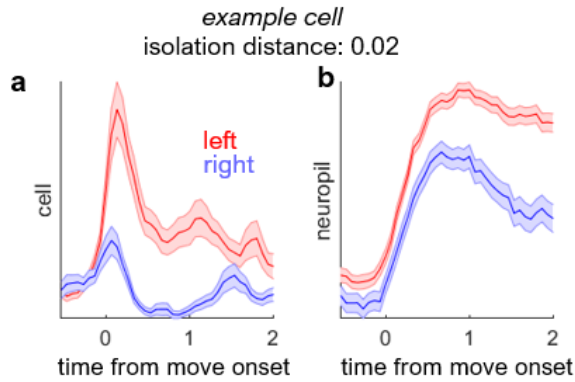 example cell
isolation distance: 0.02
a
b
left
right
cell
neuropil
0
1
2
0
1
2
time from move onset
time from move onset